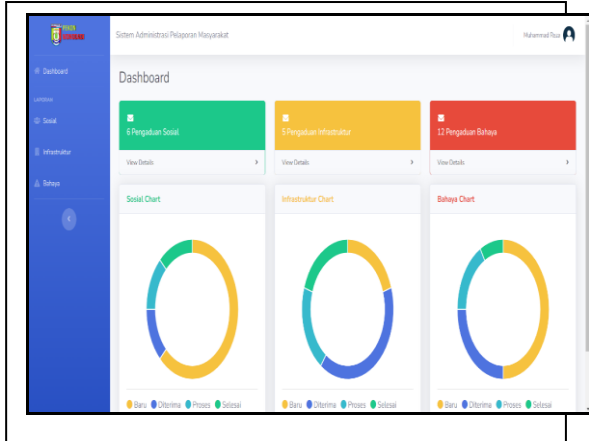 Sistem Administrasi Pelaporan Masyarakat
Dashboard
Sosial
Infrastruktur
Bahaya
Dashboard
6 Pengaduan Sosial
View Details
5 Pengaduan Infrastruktur
View Details
12 Pengaduan Bahaya
View Details
Sosial Chart
Baru Diterima Proses Selesai
Infrastruktur Chart
Baru Diterima Proses Selesai
Bahaya Chart
Baru Diterima Proses Selesai